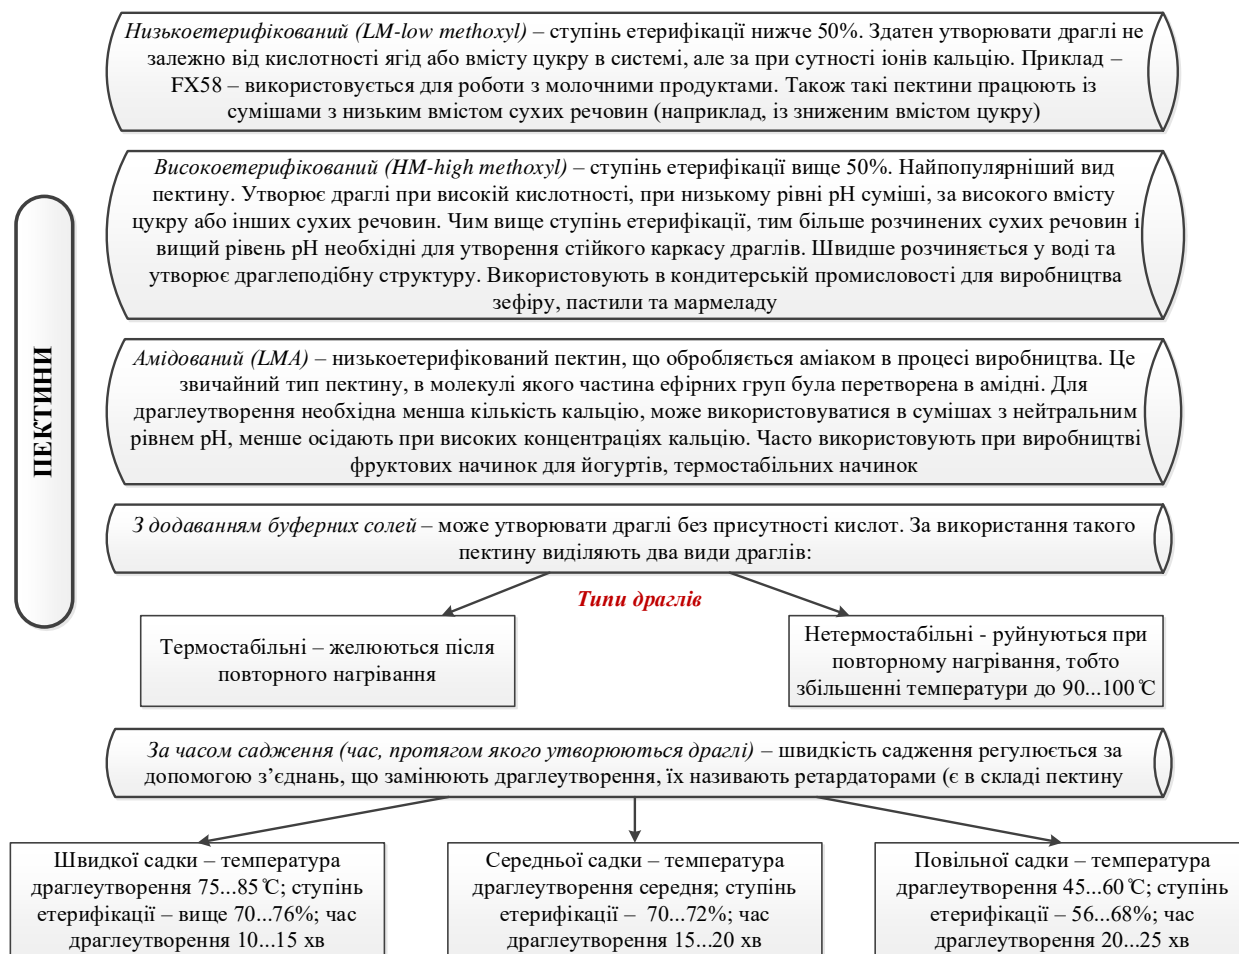 Низькоетерифікований (LM-low methoxyl) – ступінь етерифікації нижче 50%. Здатен утворювати драглі не
залежно від кислотності ягід або вмісту цукру в системі, але за при сутності іонів кальцію. Приклад –
FX58 – використовується для роботи з молочними продуктами. Також такі пектини працюють із
сумішами з низьким вмістом сухих речовин (наприклад, із зниженим вмістом цукру)
Високоетерифікований (HM-high methoxyl) – ступінь етерифікації вище 50%. Найпопулярніший вид
пектину. Утворює драглі при високій кислотності, при низькому рівні рН суміші, за високого вмісту
цукру або інших сухих речовин. Чим вище ступінь етерифікації, тим більше розчинених сухих речовин і
вищий рівень рН необхідні для утворення стійкого каркасу драглів. Швидше розчиняється у воді та
утворює драглеподібну структуру. Використовують в кондитерській промисловості для виробництва
зефіру, пастили та мармеладу
ПЕКТИНИ
Амідований (LMA) – низькоетерифікований пектин, що обробляється аміаком в процесі виробництва. Це
звичайний тип пектину, в молекулі якого частина ефірних груп була перетворена в амідні. Для
драглеутворення необхідна менша кількість кальцію, може використовуватися в сумішах з нейтральним
рівнем рН, менше осідають при високих концентраціях кальцію. Часто використовують при виробництві
фруктових начинок для йогуртів, термостабільних начинок
З додаванням буферних солей – може утворювати драглі без присутності кислот. За використання такого
пектину виділяють два види драглів:
Типи драглів
Термостабільні – желюються після
повторного нагрівання
Нетермостабільні - руйнуються при
повторному нагрівання, тобто
збільшенні температури до 90...100 ℃
За часом садження (час, протягом якого утворюються драглі) – швидкість садження регулюється за
допомогою з’єднань, що замінюють драглеутворення, їх називають ретардаторами (є в складі пектину
Швидкої садки – температура
драглеутворення 75...85 ℃; ступінь
етерифікації – вище 70...76%; час
драглеутворення 10...15 хв
Середньої садки – температура
драглеутворення середня; ступінь
етерифікації – 70...72%; час
драглеутворення 15...20 хв
Повільної садки – температура
драглеутворення 45...60 ℃; ступінь
етерифікації – 56...68%; час
драглеутворення 20...25 хв